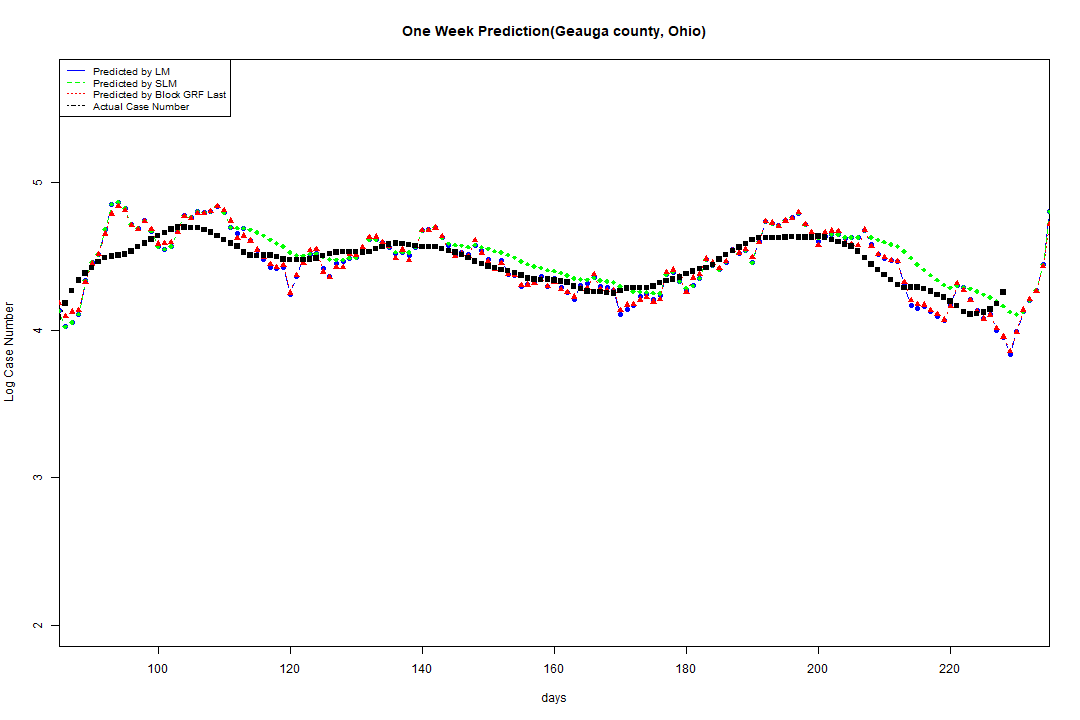 One Week Prediction(Geauga county, Ohio)
Predicted by LM
Predicted by SLM
Predicted by Block GRF Last
Actual Case Number
5
4
3
2
Log Case Number
100 120 140 160 180 200 220
days